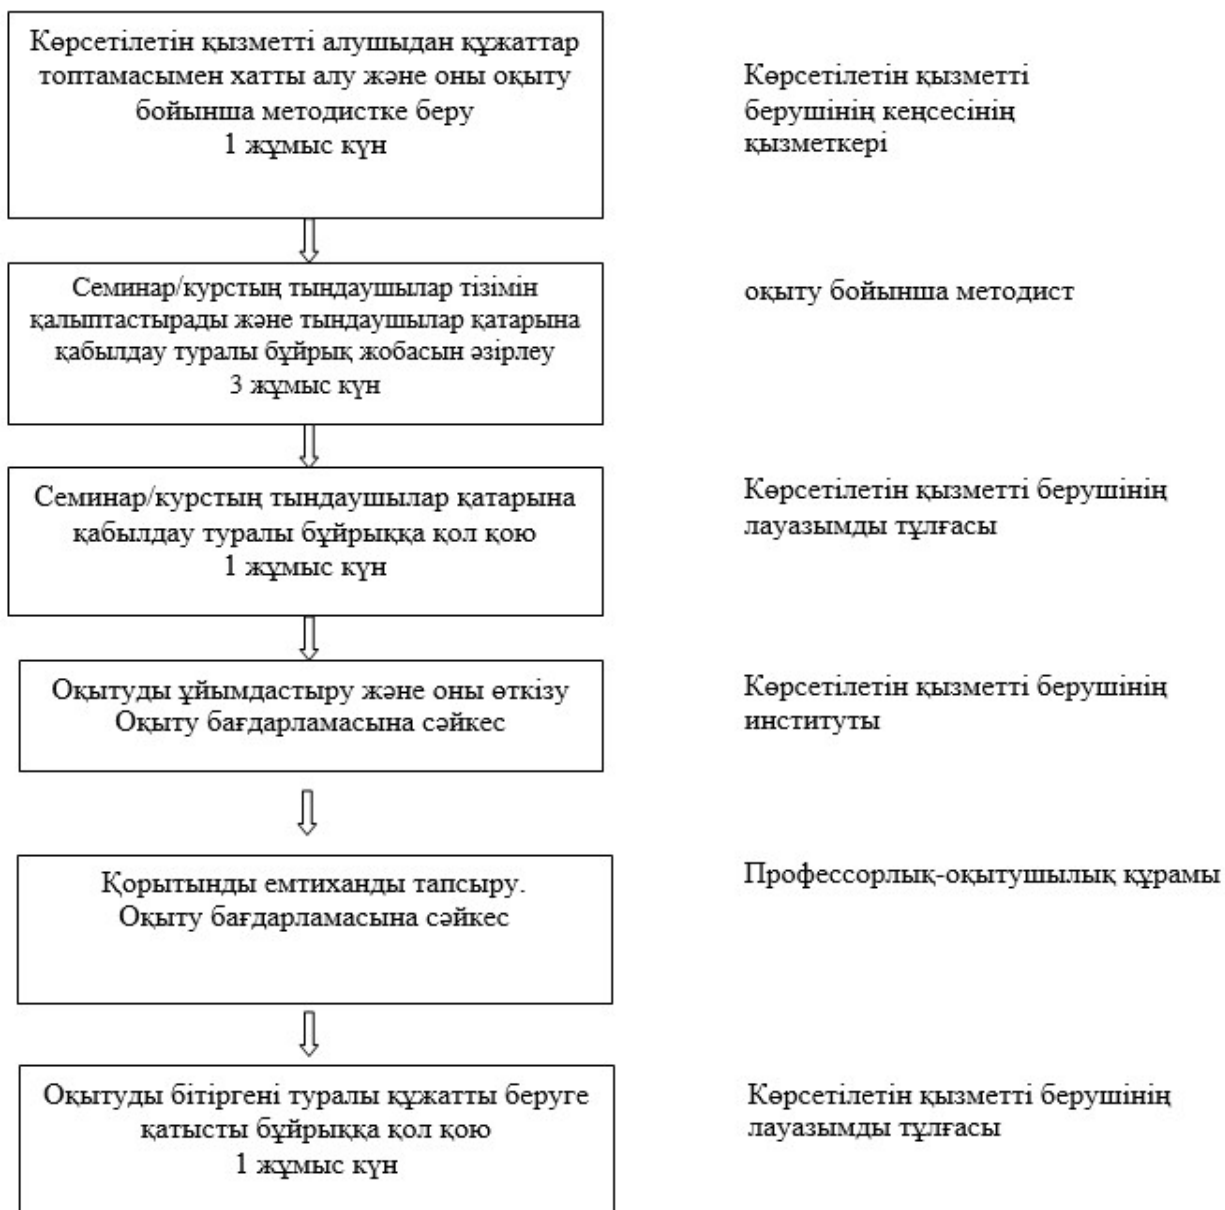 Көрсетілетін қызметті алушыдан құжаттар
топтамасымен хатты алу және оны оқыту
бойынша методистке беру
1 жұмыс күн
Көрсетілетін қызметті
берушінің кеңсесінің
қызметкері
Семинар/курстың тындаушылар тізімін
қалыптастырады және тындаушылар қатарына
қабылдау туралы бұйрық жобасын әзірлеу
3 жұмыс күн
оқыту бойынша методист
Семинар/курстың тындаушылар қатарына
қабылдау туралы бұйрыққа қол қою
1 жұмыс күн
Көрсетілетін қызметті берушінің
лауазымды тұлғасы
Оқытуды ұйымдастыру және оны өткізу
Оқыту бағдарламасына сәйкес
Көрсетілетін қызметті берушінің
институты
Қорытынды емтиханды тапсыру.
Оқыту бағдарламасына сәйкес
Профессорлық-оқытушылық құрамы
Оқытуды бітіргені туралы құжатты беруге
қатысты бұйрыққа қол қою
1 жұмыс күн
Көрсетілетін қызметті берушінің
лауазымды тұлғасы